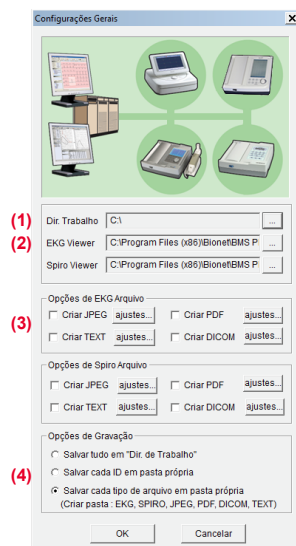 Configurações Gerais
(1) Dir. Trabalho C:\ ...
(2) EKG Viewer C:\Program Files (x86)\Bionet\BMS P ...
Spiro Viewer C:\Program Files (x86)\Bionet\BMS P ...
Opções de EKG Arquivo
(3)
Criar JPEG ajustes... Criar PDF ajustes...
Criar TEXT ajustes... Criar DICOM ajustes...
Opções de Spiro Arquivo
Criar JPEG ajustes... Criar PDF ajustes...
Criar TEXT ajustes... Criar DICOM ajustes...
Opções de Gravação
Salvar tudo em "Dir. de Trabalho"
(4) Salvar cada ID em pasta própria
Salvar cada tipo de arquivo em pasta própria
(Criar pasta : EKG, SPIRO, JPEG, PDF, DICOM, TEXT)
OK Cancelar